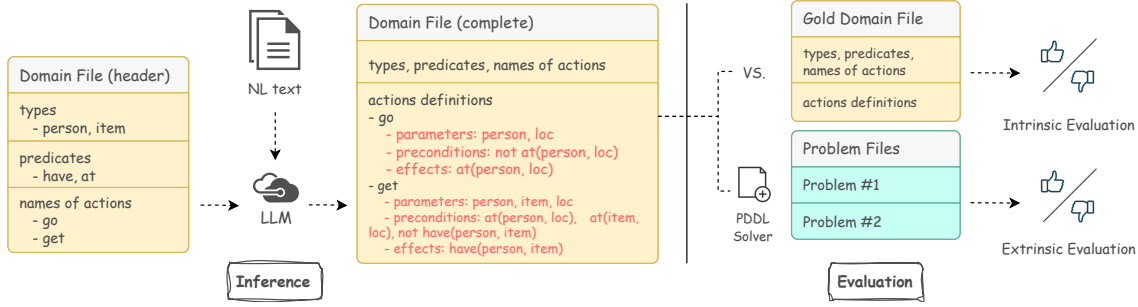 Domain File (header)
types
- person, item
predicates
- have, at
names of actions
- go
- get
NL text
LLM
Domain File (complete)
types, predicates, names of actions
actions definitions
- go
- parameters: person, loc
- preconditions: not at(person, loc)
- effects: at(person, loc)
- get
- parameters: person, item, loc
- preconditions: at(person, loc), at(item,
loc), not have(person, item)
- effects: have(person, item)
Inference
VS.
Gold Domain File
types, predicates,
names of actions
actions definitions
Intrinsic Evaluation
PDDL
Solver
Problem Files
Problem #1
Problem #2
Extrinsic Evaluation
Evaluation